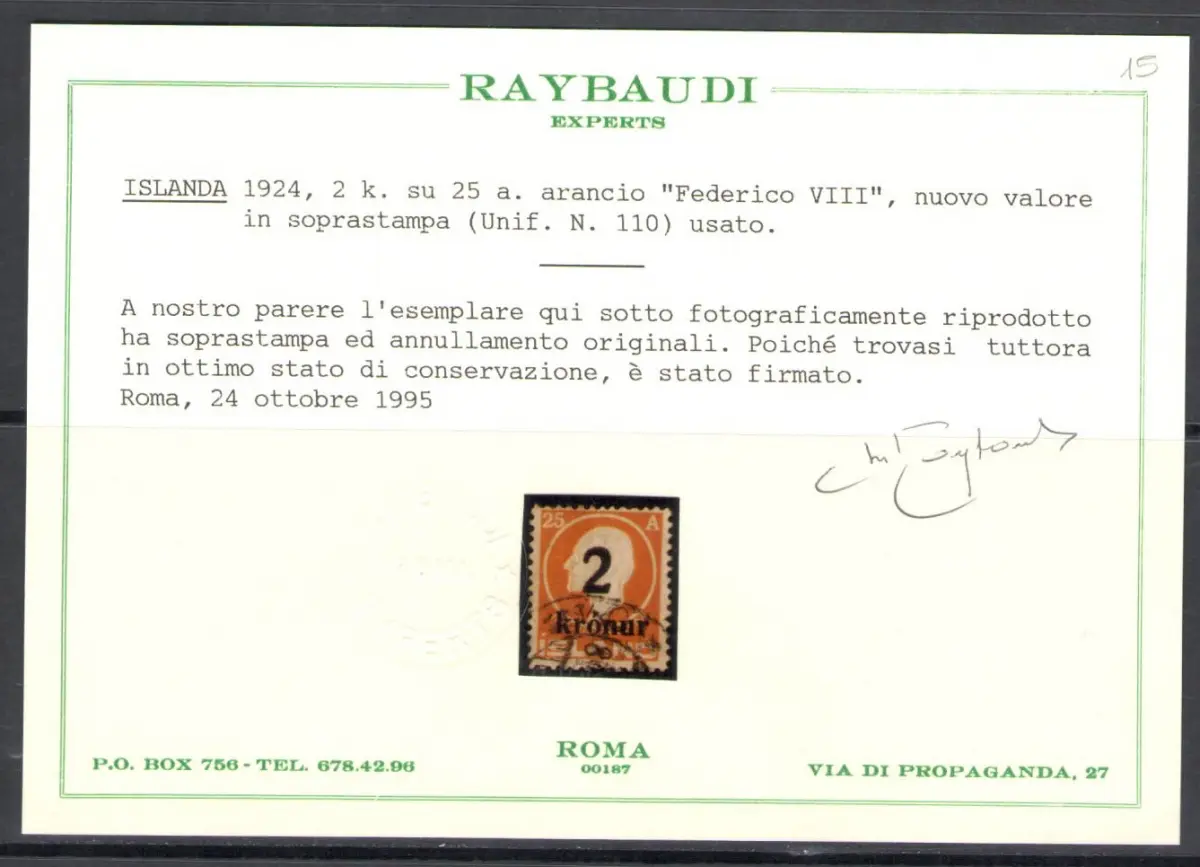 15
RAYBAUDI
EXPERTS
ISLANDA 1924, 2 k. su 25 a. arancio "Federico VIII", nuovo valore
in soprastampa (Unif. N. 110) usato.
A nostro parere l'esemplare qui sotto fotograficamente riprodotto
ha soprastampa ed annullamento originali. Poiché trovasi tuttora
in ottimo stato di conservazione, è stato firmato.
Roma, 24 ottobre 1995
25 A
2
krónur
P.O. BOX 756 - TEL. 678.42.96
ROMA
00187
VIA DI PROPAGANDA, 27